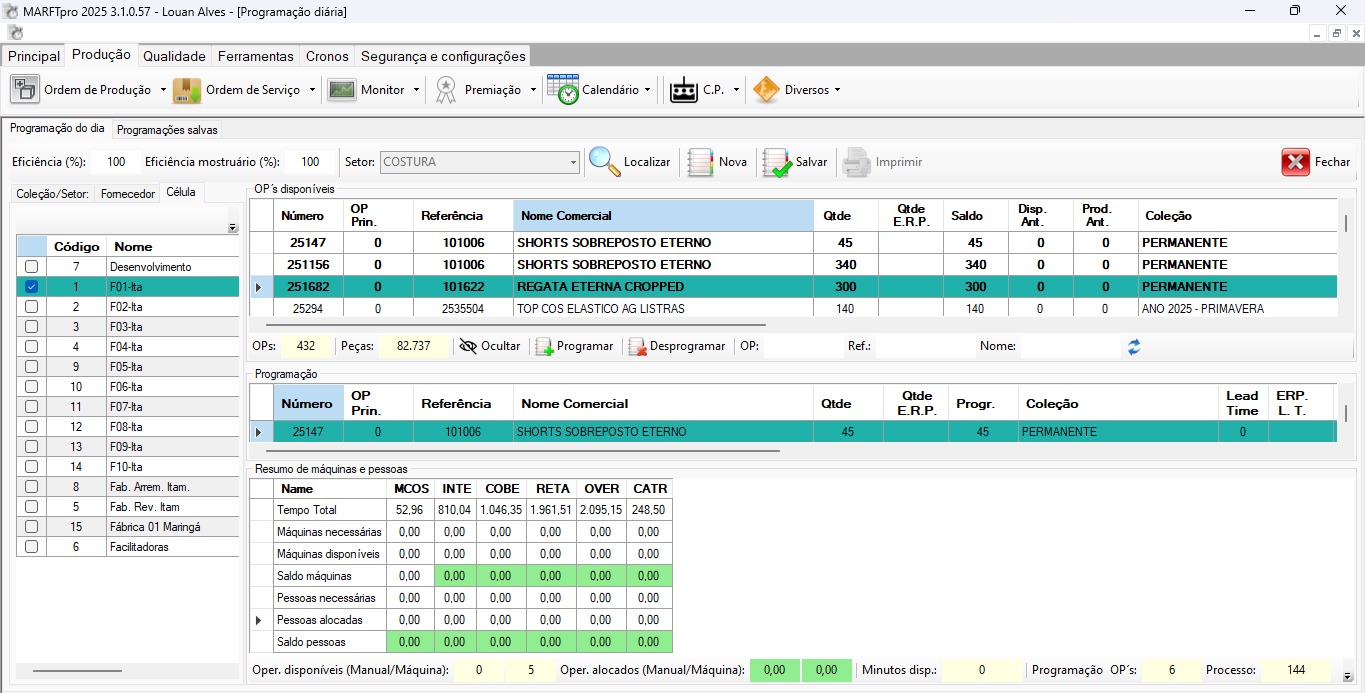 MARFTpro 2025 3.1.0.57 - Louan Alves - [Programação diária]
Principal Produção Qualidade Ferramentas Cronos Segurança e configurações
Ordem de Produção Ordem de Serviço Monitor Premiação Calendário C.P. Diversos
Programação do dia Programações salvas
Eficiência (%): 100 Eficiência mostruário (%): 100 Setor: COSTURA Localizar Nova Salvar Imprimir Fechar
Coleção/Setor: Fornecedor Célula
Código Nome
7 Desenvolvimento
1 F01-Ita
2 F02-Ita
3 F03-Ita
4 F04-Ita
9 F05-Ita
10 F06-Ita
11 F07-Ita
12 F08-Ita
13 F09-Ita
14 F10-Ita
8 Fab. Arrem. Itam.
5 Fab. Rev. Itam
15 Fábrica 01 Maringá
6 Facilitadoras
OP´s disponíveis
Número OP Prin. Referência Nome Comercial Qtde Qtde E.R.P. Saldo Disp. Ant. Prod. Ant. Coleção
25147 0 101006 SHORTS SOBREPOSTO ETERNO 45 45 0 0 PERMANENTE
251156 0 101006 SHORTS SOBREPOSTO ETERNO 340 340 0 0 PERMANENTE
251682 0 101622 REGATA ETERNA CROPPED 300 300 0 0 PERMANENTE
25294 0 2535504 TOP COS ELASTICO AG LISTRAS 140 140 0 0 ANO 2025 - PRIMAVERA
OPs: 432 Peças: 82.737 Ocultar Programar Desprogramar OP: Ref.: Nome:
Programação
Número OP Prin. Referência Nome Comercial Qtde Qtde E.R.P. Progr. Coleção Lead Time ERP. L. T.
25147 0 101006 SHORTS SOBREPOSTO ETERNO 45 45 PERMANENTE 0
Resumo de máquinas e pessoas
Name MCOS INTE COBE RETA OVER CATR
Tempo Total 52,96 810,04 1.046,35 1.961,51 2.095,15 248,50
Máquinas necessárias 0,00 0,00 0,00 0,00 0,00 0,00
Máquinas disponíveis 0,00 0,00 0,00 0,00 0,00 0,00
Saldo máquinas 0,00 0,00 0,00 0,00 0,00 0,00
Pessoas necessárias 0,00 0,00 0,00 0,00 0,00 0,00
Pessoas alocadas 0,00 0,00 0,00 0,00 0,00 0,00
Saldo pessoas 0,00 0,00 0,00 0,00 0,00 0,00
Oper. disponíveis (Manual/Máquina): 0 5 Oper. alocados (Manual/Máquina): 0,00 0,00 Minutos disp.: 0 Programação OP´s: 6 Processo: 144